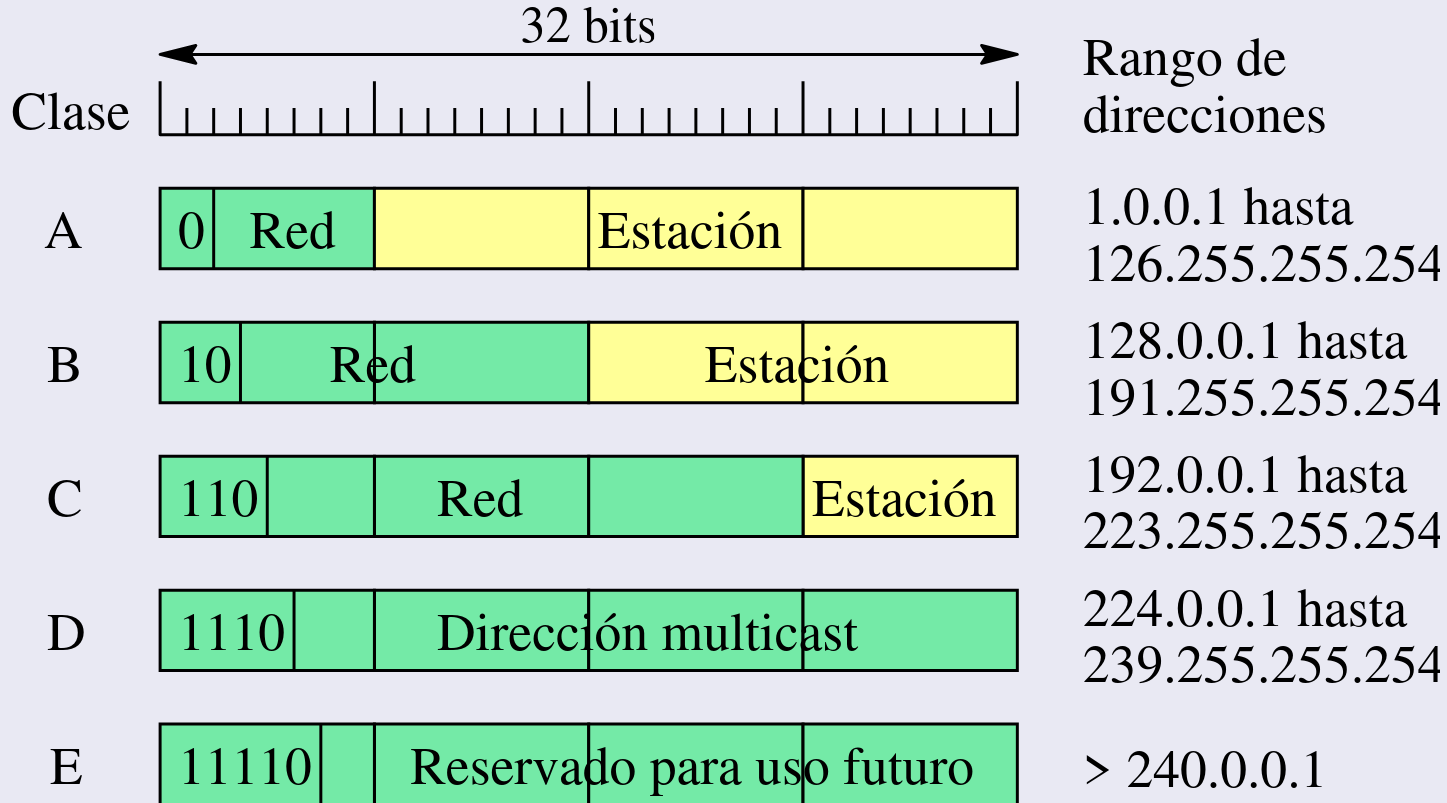 32 bits
Clase
Rango de
direcciones
A
0
Red
Estación
1.0.0.1 hasta
126.255.255.254
B
10
Red
Estación
128.0.0.1 hasta
191.255.255.254
C
110
Red
Estación
192.0.0.1 hasta
223.255.255.254
D
1110
Dirección multicast
224.0.0.1 hasta
239.255.255.254
E
11110
Reservado para uso futuro
> 240.0.0.1